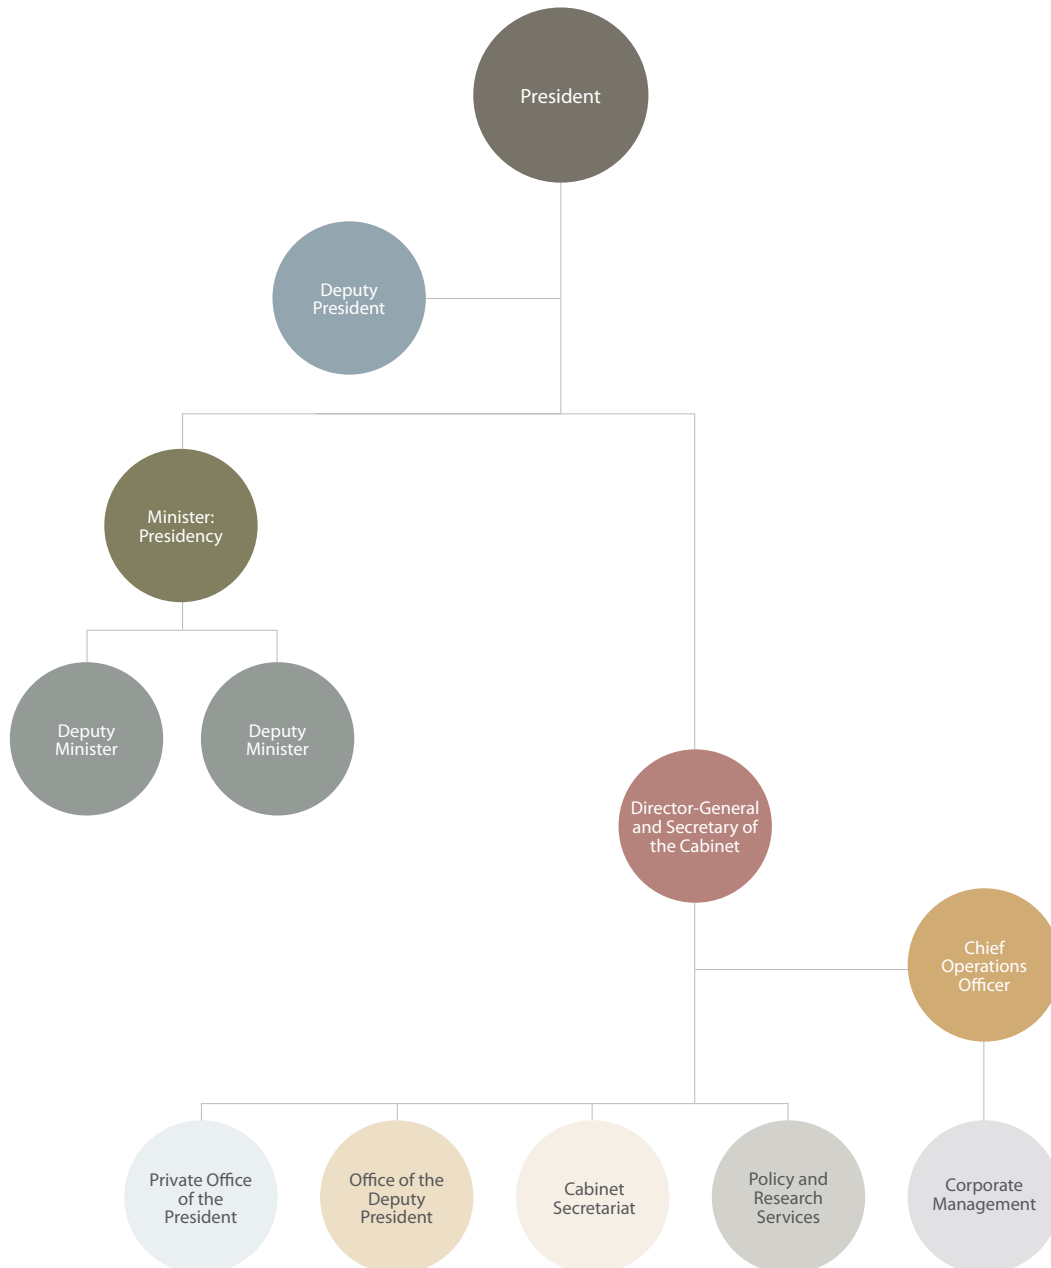 President
Deputy
President
Minister:
Presidency
Deputy
Minister
Deputy
Minister
Director-General
and Secretary of
the Cabinet
Chief
Operations
Officer
Private Office
of the
President
Office of the
Deputy
President
Cabinet
Secretariat
Policy and
Research
Services
Corporate
Management